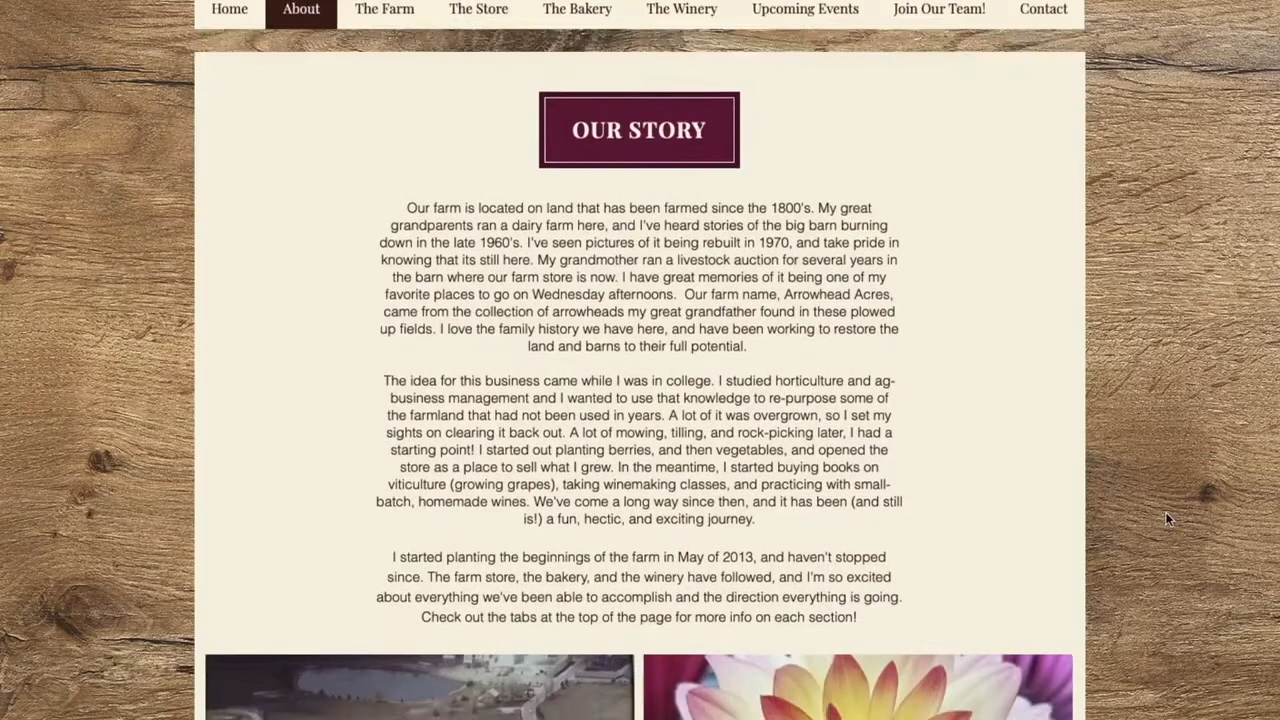 Home About The Farm The Store The Bakery The Winery Upcoming Events Join Our Team! Contact
OUR STORY
Our farm is located on land that has been farmed since the 1800's. My great
grandparents ran a dairy farm here, and I've heard stories of the big barn burning
down in the late 1960's. I've seen pictures of it being rebuilt in 1970, and take pride in
knowing that its still here. My grandmother ran a livestock auction for several years in
the barn where our farm store is now. I have great memories of it being one of my
favorite places to go on Wednesday afternoons.  Our farm name, Arrowhead Acres,
came from the collection of arrowheads my great grandfather found in these plowed
up fields. I love the family history we have here, and have been working to restore the
land and barns to their full potential.
The idea for this business came while I was in college. I studied horticulture and ag-
business management and I wanted to use that knowledge to re-purpose some of
the farmland that had not been used in years. A lot of it was overgrown, so I set my
sights on clearing it back out. A lot of mowing, tilling, and rock-picking later, I had a
starting point! I started out planting berries, and then vegetables, and opened the
store as a place to sell what I grew. In the meantime, I started buying books on
viticulture (growing grapes), taking winemaking classes, and practicing with small-
batch, homemade wines. We've come a long way since then, and it has been (and still
is!) a fun, hectic, and exciting journey.
I started planting the beginnings of the farm in May of 2013, and haven't stopped
since. The farm store, the bakery, and the winery have followed, and I'm so excited
about everything we've been able to accomplish and the direction everything is going.
Check out the tabs at the top of the page for more info on each section!